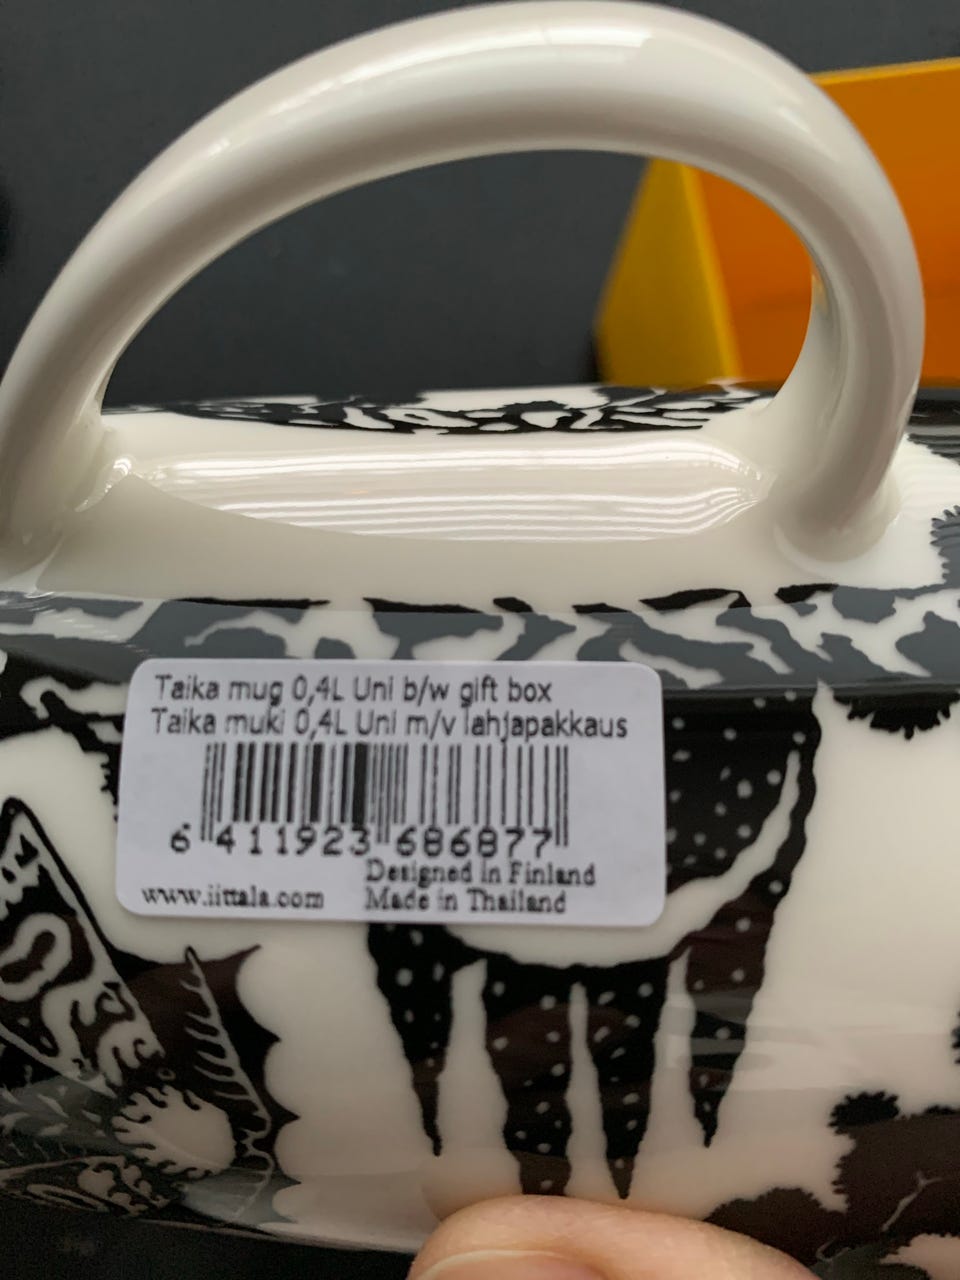 Taika mug 0,4L Uni b/w gift box
Taika muki 0,4L Uni m/v lahjapakkaus
6 411923 686877
Designed in Finland
www.iittala.com Made in Thailand